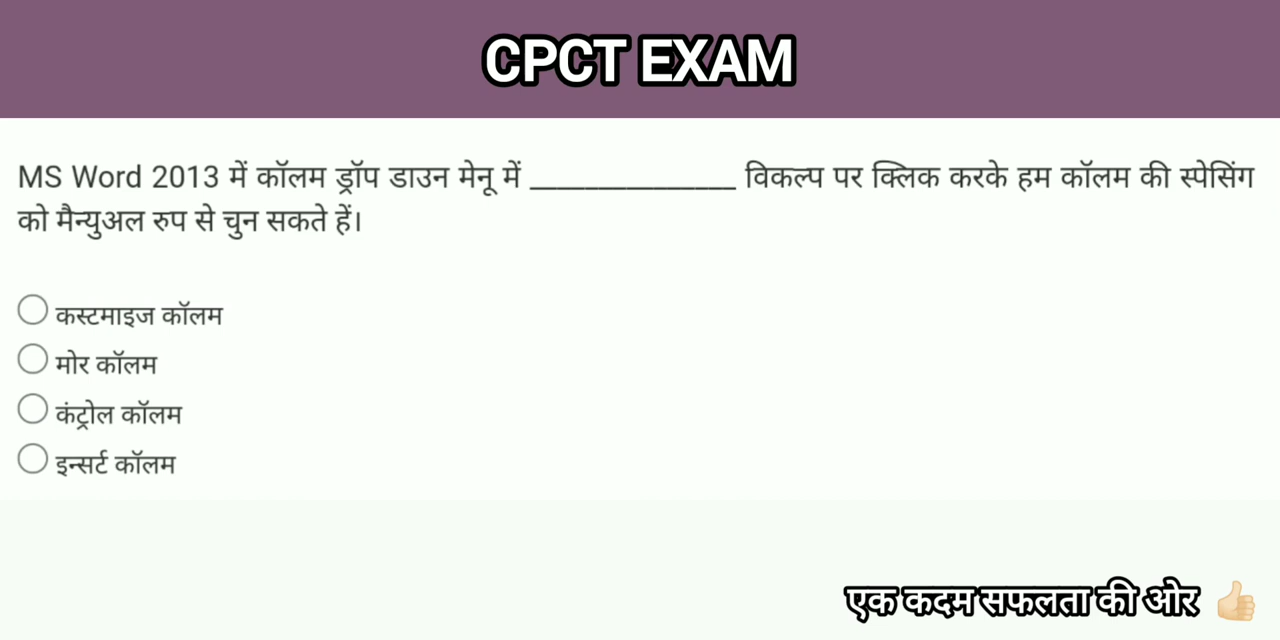 CPCT EXAM
MS Word 2013 में कॉलम ड्रॉप डाउन मेनू में ______________ विकल्प पर क्लिक करके हम कॉलम की स्पेसिंग
को मैन्युअल रुप से चुन सकते हें।
कस्टमाइज कॉलम
मोर कॉलम
कंट्रोल कॉलम
इन्सर्ट कॉलम
एक कदम सफलता की ओर 👍🏻